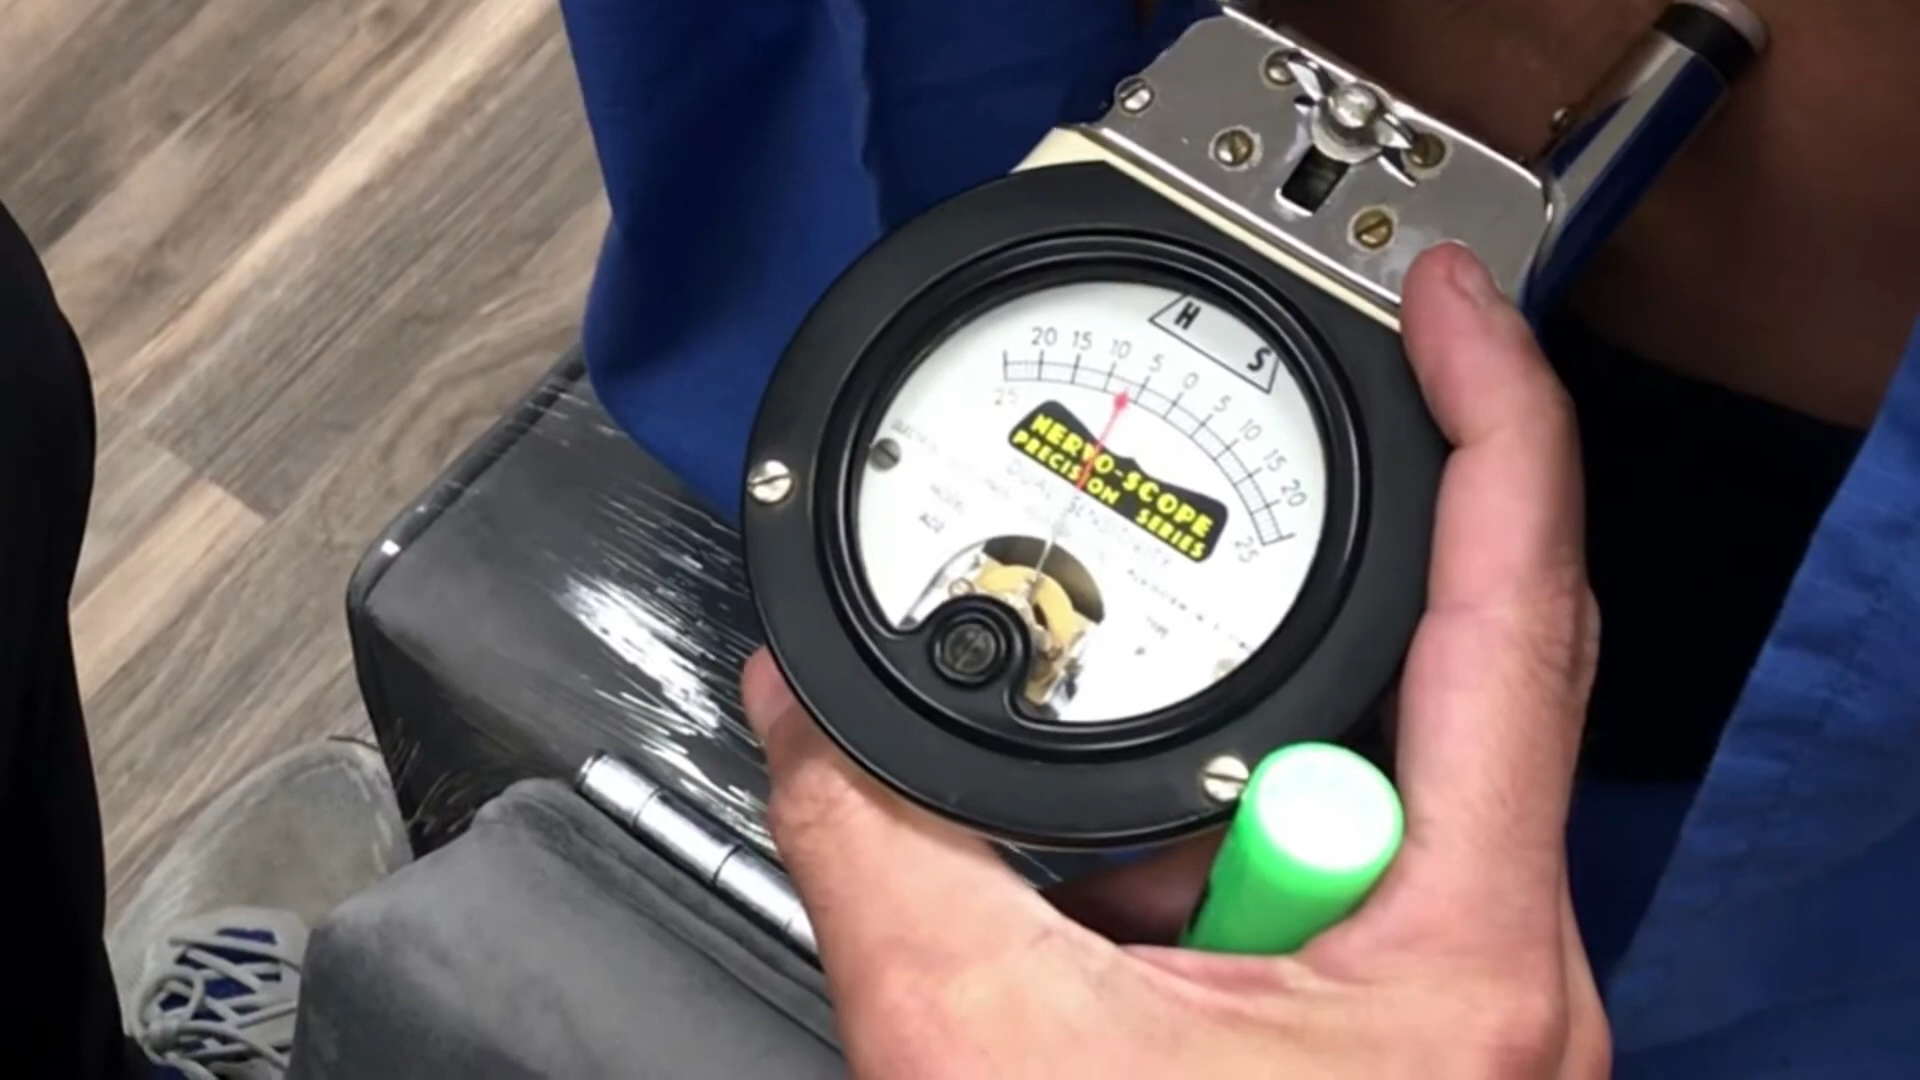 H S
20 15 10 5 0 5 10 15 20
25 25
NERVO-SCOPE
PRECISION SERIES
DUAL SENSITIVITY